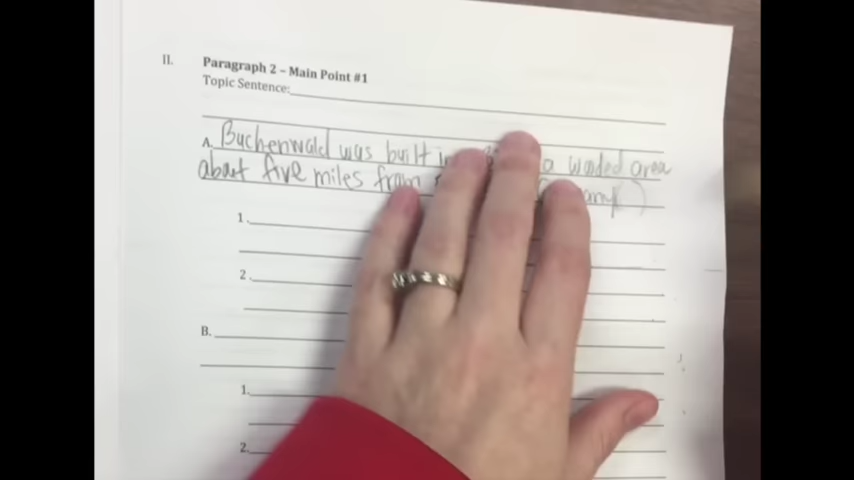 II. Paragraph 2 – Main Point #1
Topic Sentence:
A. Buchenwald was built in a wooded area
about five miles from
1.
2.
B.
1.
2.